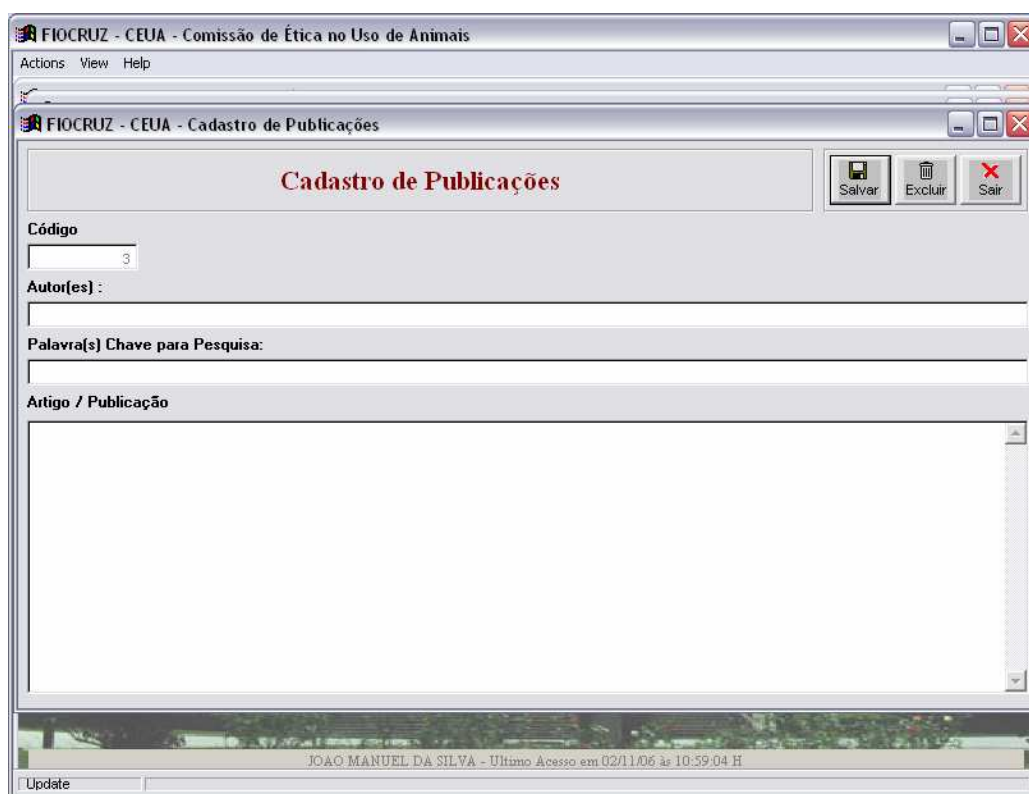 FIOCRUZ - CEUA - Comissão de Ética no Uso de Animais
Actions View Help
FIOCRUZ - CEUA - Cadastro de Publicações
Cadastro de Publicações
Salvar Excluir Sair
Código
3
Autor(es) :
Palavra(s) Chave para Pesquisa:
Artigo / Publicação
JOAO MANUEL DA SILVA - Ultimo Acesso em 02/11/06 às 10:59:04 H
Update